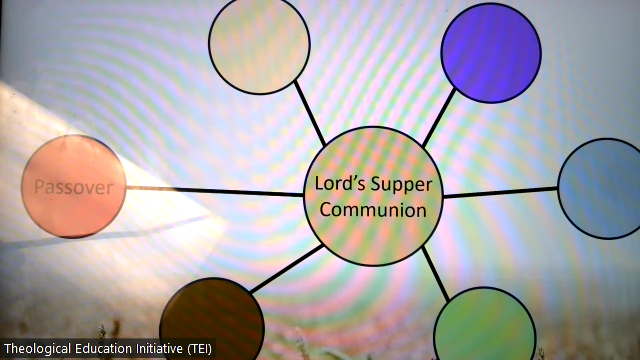 Lord's Supper
Communion
Passover
Theological Education Initiative (TEI)